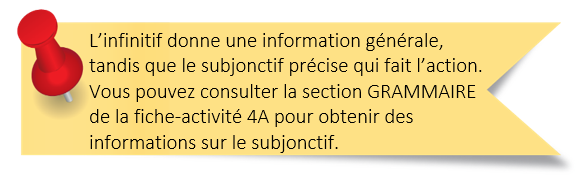 L’infinitif donne une information générale,
tandis que le subjonctif précise qui fait l’action.
Vous pouvez consulter la section GRAMMAIRE
de la fiche-activité 4A pour obtenir des
informations sur le subjonctif.